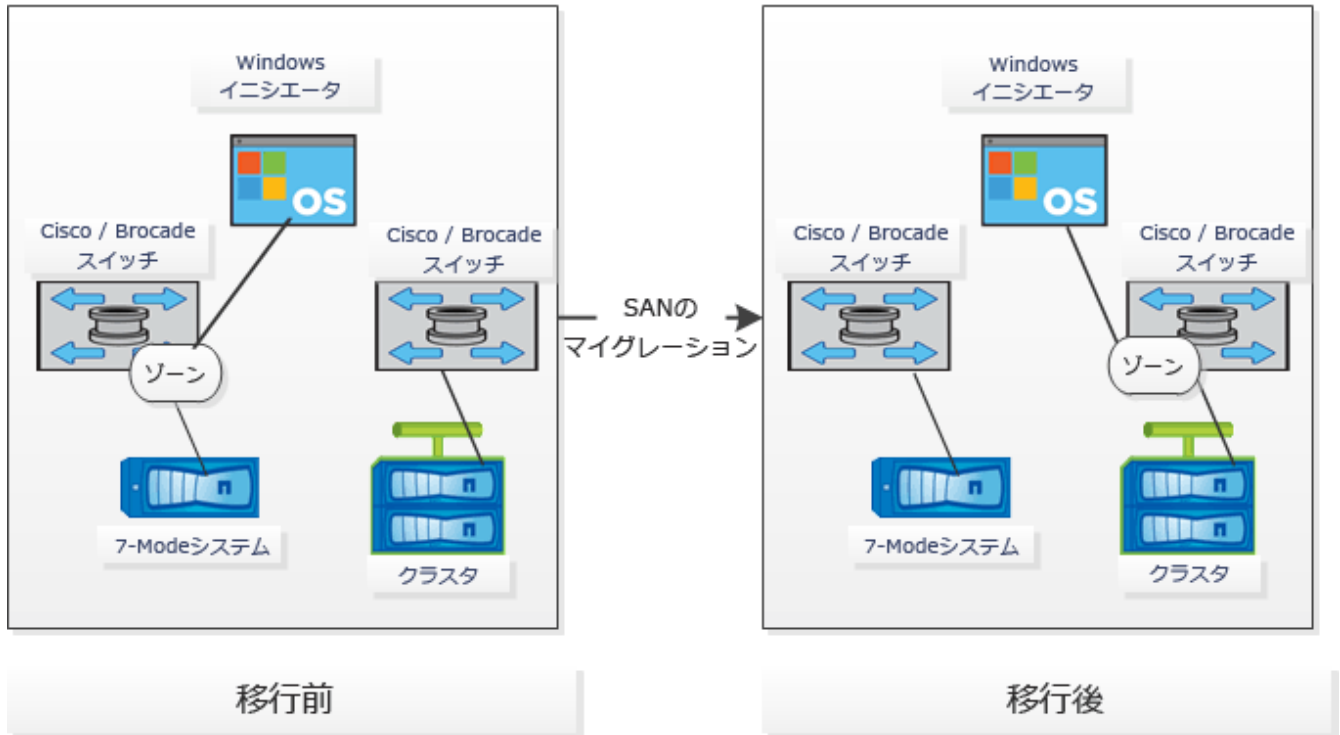 Windows
イニシエータ
OS
Cisco / Brocade
スイッチ
Cisco / Brocade
スイッチ
ゾーン
n
n
n
7-Modeシステム
クラスタ
SANの
マイグレーション
Windows
イニシエータ
OS
Cisco / Brocade
スイッチ
Cisco / Brocade
スイッチ
ゾーン
n
n
n
7-Modeシステム
クラスタ
移行前
移行後